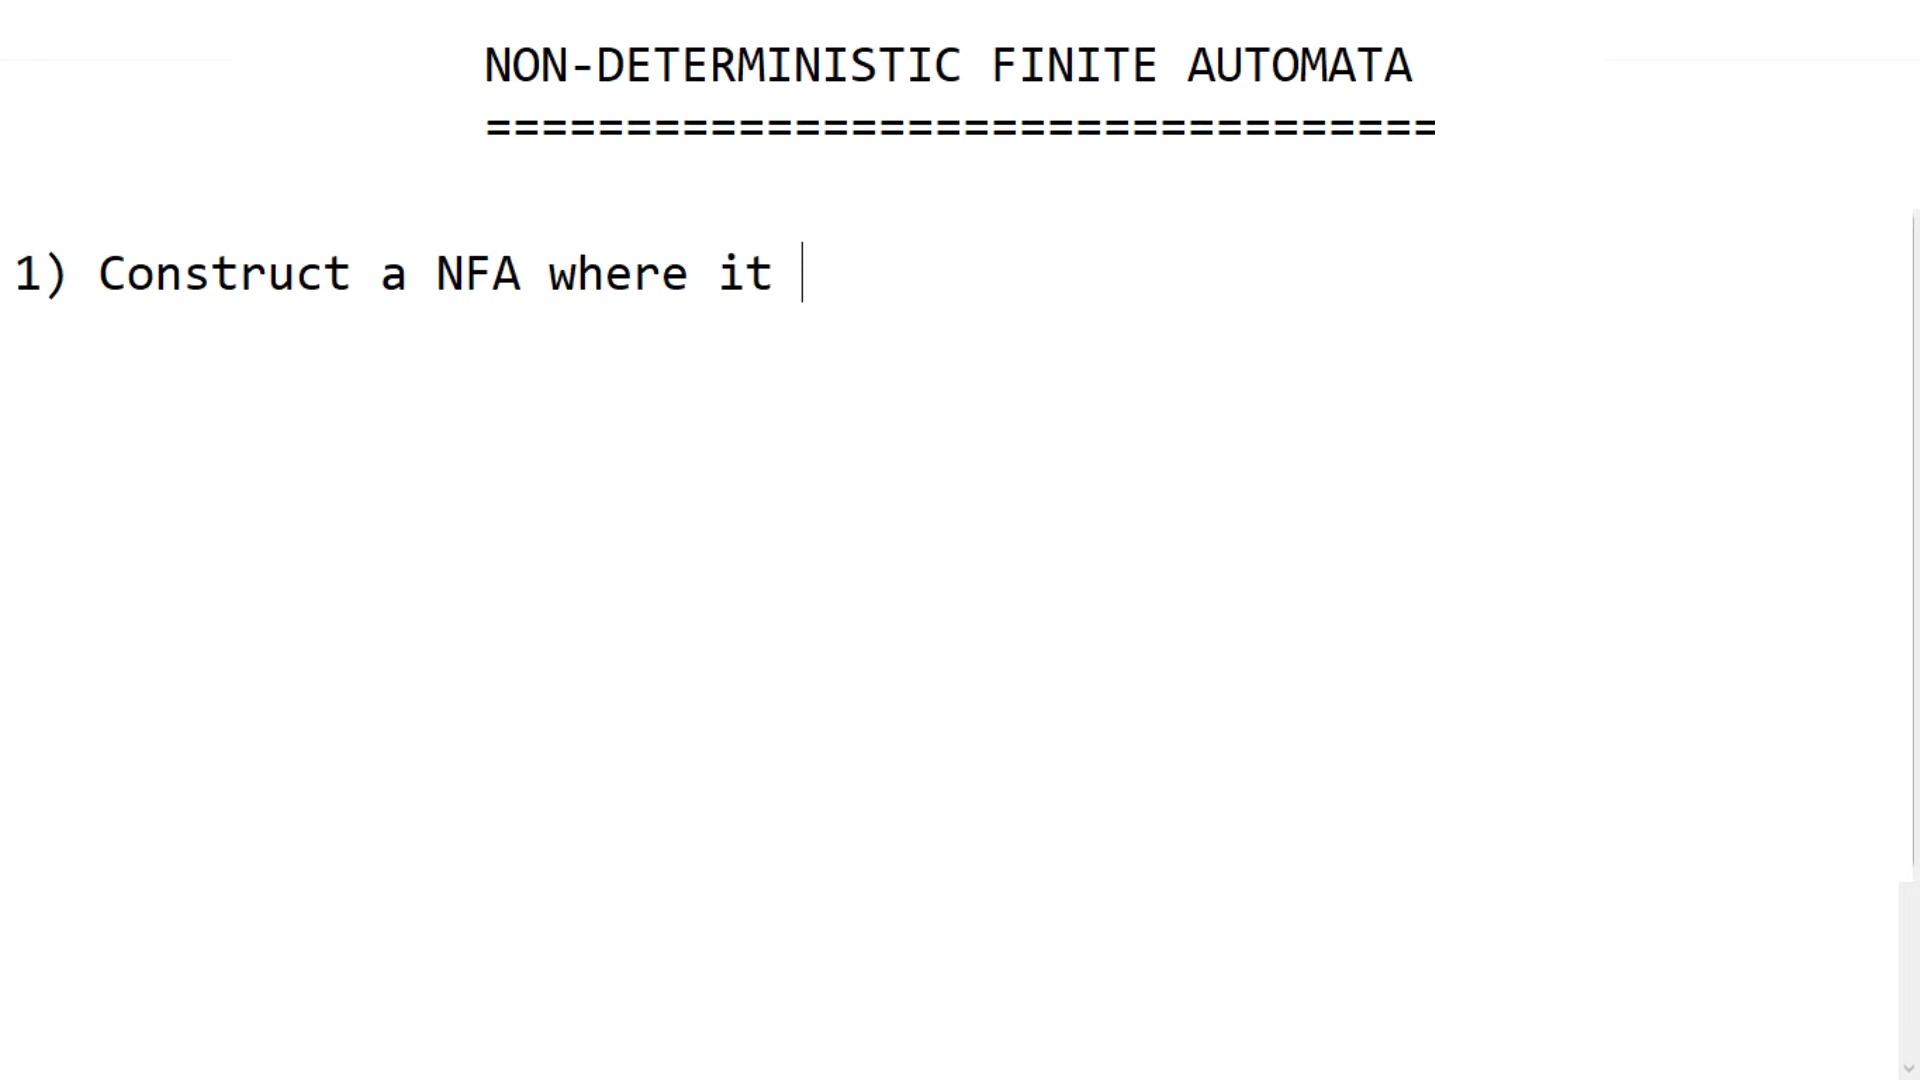 NON-DETERMINISTIC FINITE AUTOMATA
==================================
1) Construct a NFA where it